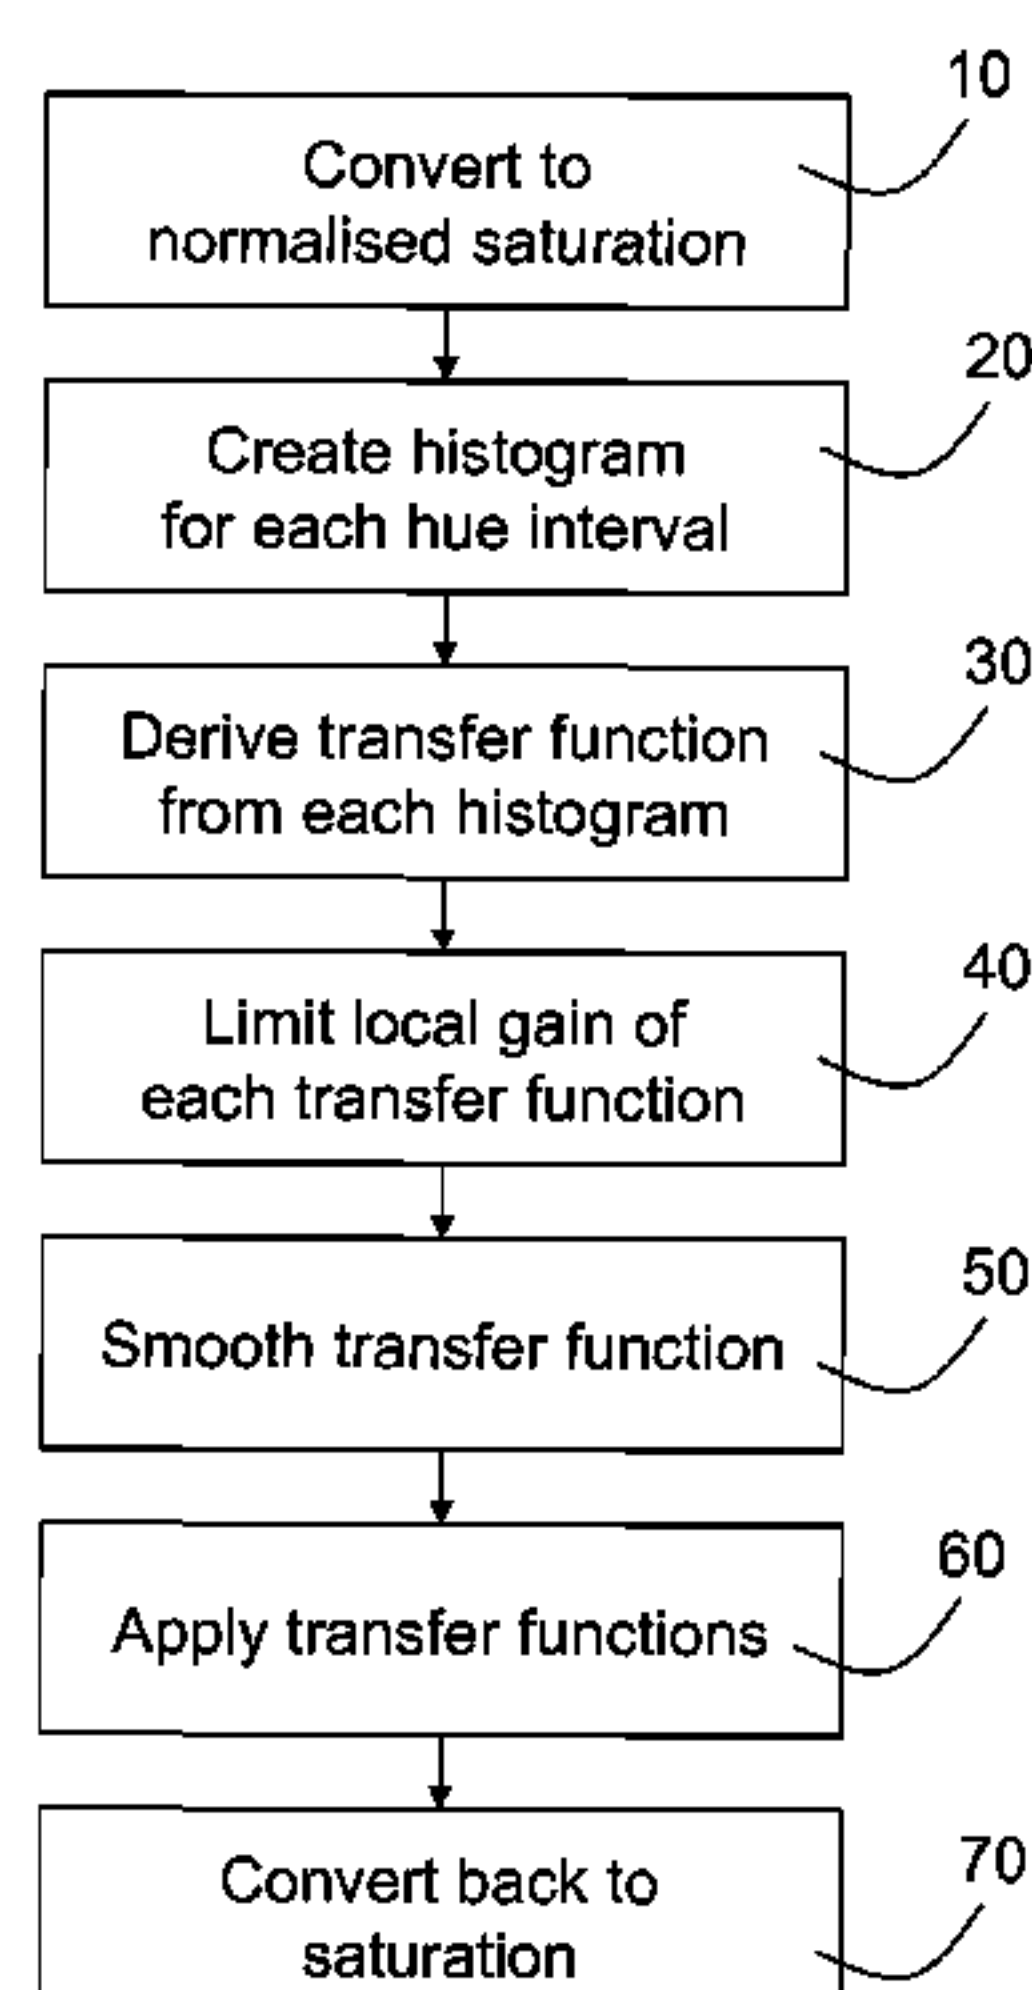 10
Convert to
normalised saturation
20
Create histogram
for each hue interval
30
Derive transfer function
from each histogram
40
Limit local gain of
each transfer function
50
Smooth transfer function
60
Apply transfer functions
70
Convert back to
saturation